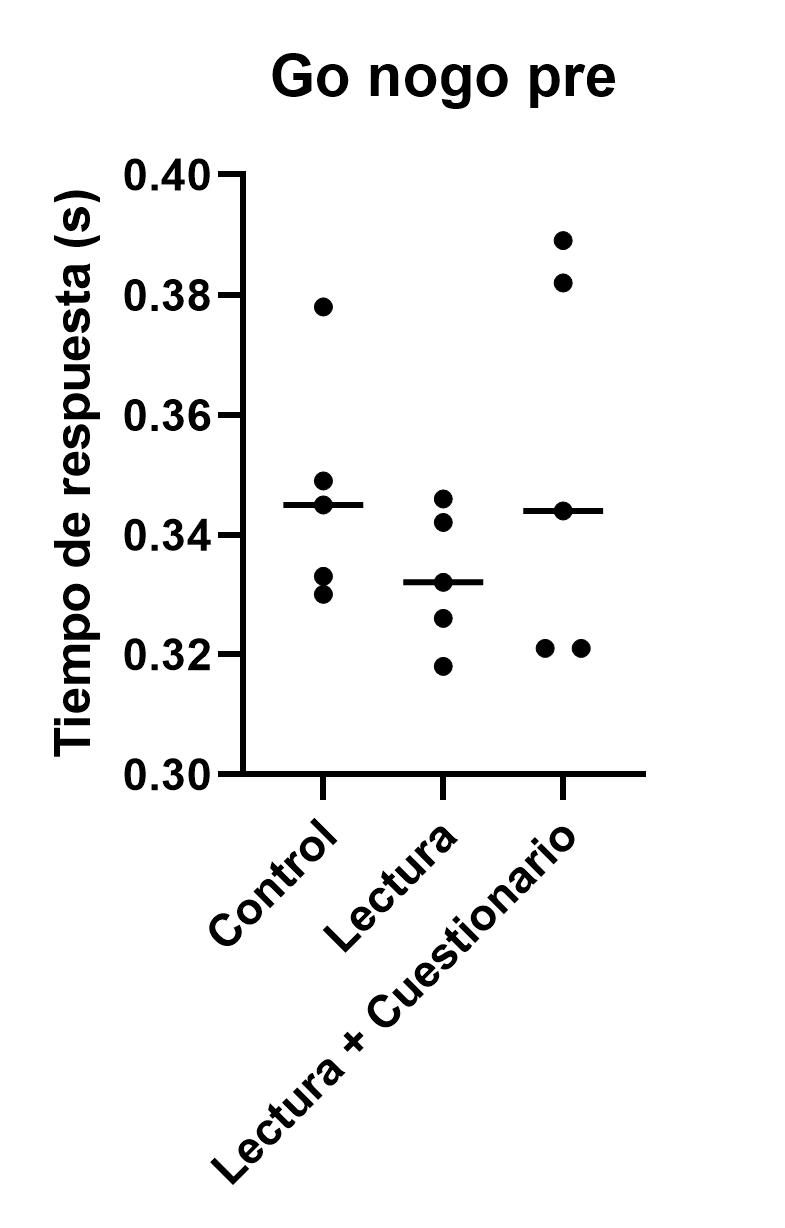 Go nogo pre
Tiempo de respuesta (s)
0.40
0.38
0.36
0.34
0.32
0.30
Control
Lectura
Lectura + Cuestionario